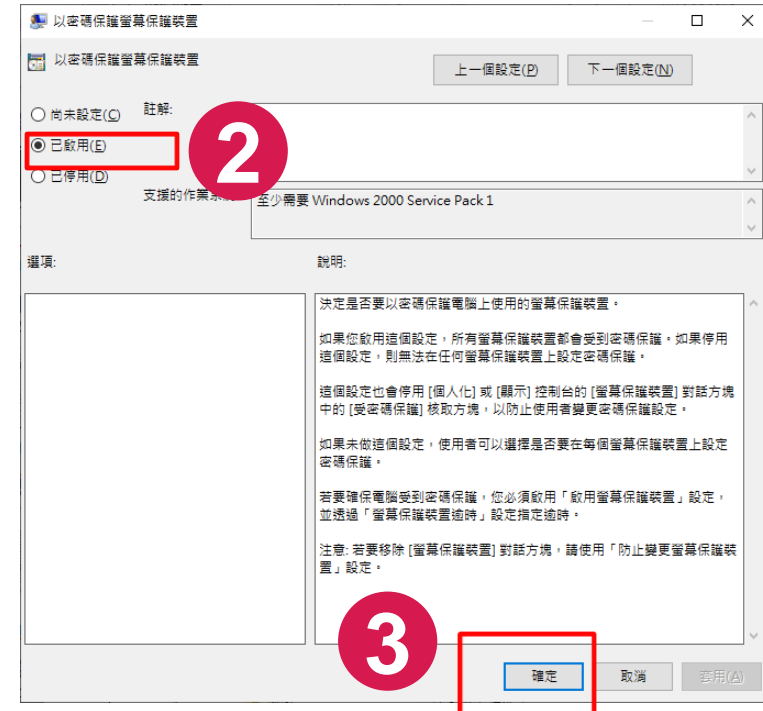 以密碼保護螢幕保護裝置
以密碼保護螢幕保護裝置
上一個設定(P)
下一個設定(N)
尚未設定(C)
註解:
已啟用(E)
2
已停用(D)
支援的作業
至少需要 Windows 2000 Service Pack 1
選項:
說明:
決定是否要以密碼保護電腦上使用的螢幕保護裝置。
如果您啟用這個設定，所有螢幕保護裝置都會受到密碼保護。如果停用
這個設定，則無法在任何螢幕保護裝置上設定密碼保護。
這個設定也會停用 [個人化] 或 [顯示] 控制台的 [螢幕保護裝置] 對話方塊
中的 [受密碼保護] 核取方塊，以防止使用者變更密碼保護設定。
如果未做這個設定，使用者可以選擇是否要在每個螢幕保護裝置上設定
密碼保護。
若要確保電腦受到密碼保護，您必須啟用「啟用螢幕保護裝置」設定，
並透過「螢幕保護裝置逾時」設定指定逾時。
注意: 若要移除 [螢幕保護裝置] 對話方塊，請使用「防止變更螢幕保護裝
置」設定。
3
確定
取消
套用(A)